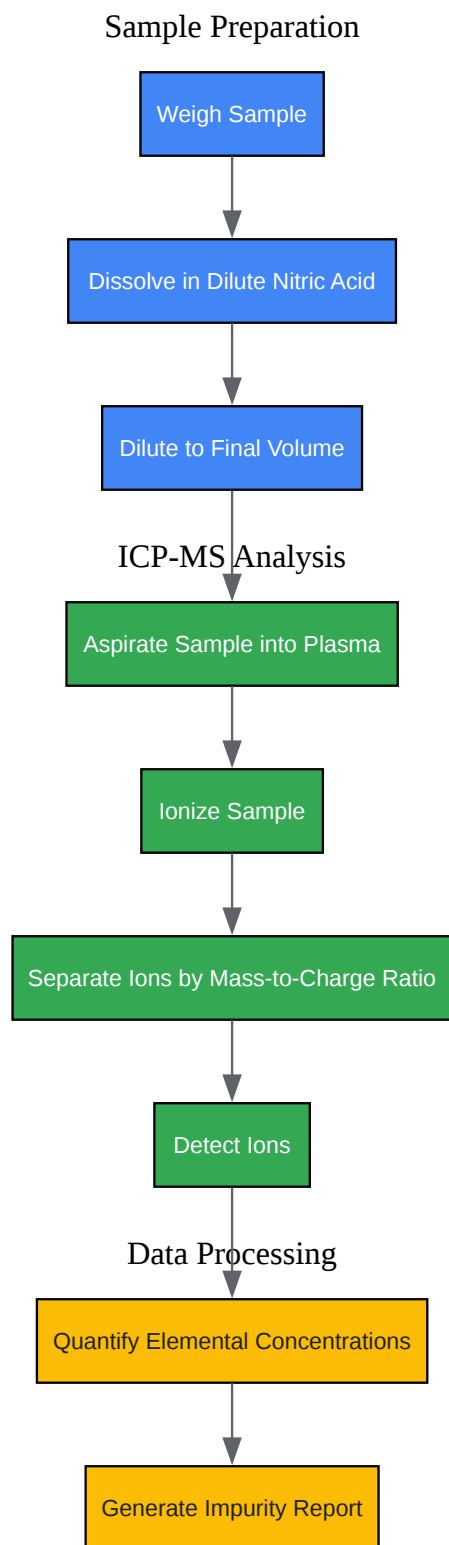 Sample Preparation
Weigh Sample
Dissolve in Dilute Nitric Acid
Dilute to Final Volume
ICP-MS Analysis
Aspirate Sample into Plasma
Ionize Sample
Separate Ions by Mass-to-Charge Ratio
Detect Ions
Data Processing
Quantify Elemental Concentrations
Generate Impurity Report